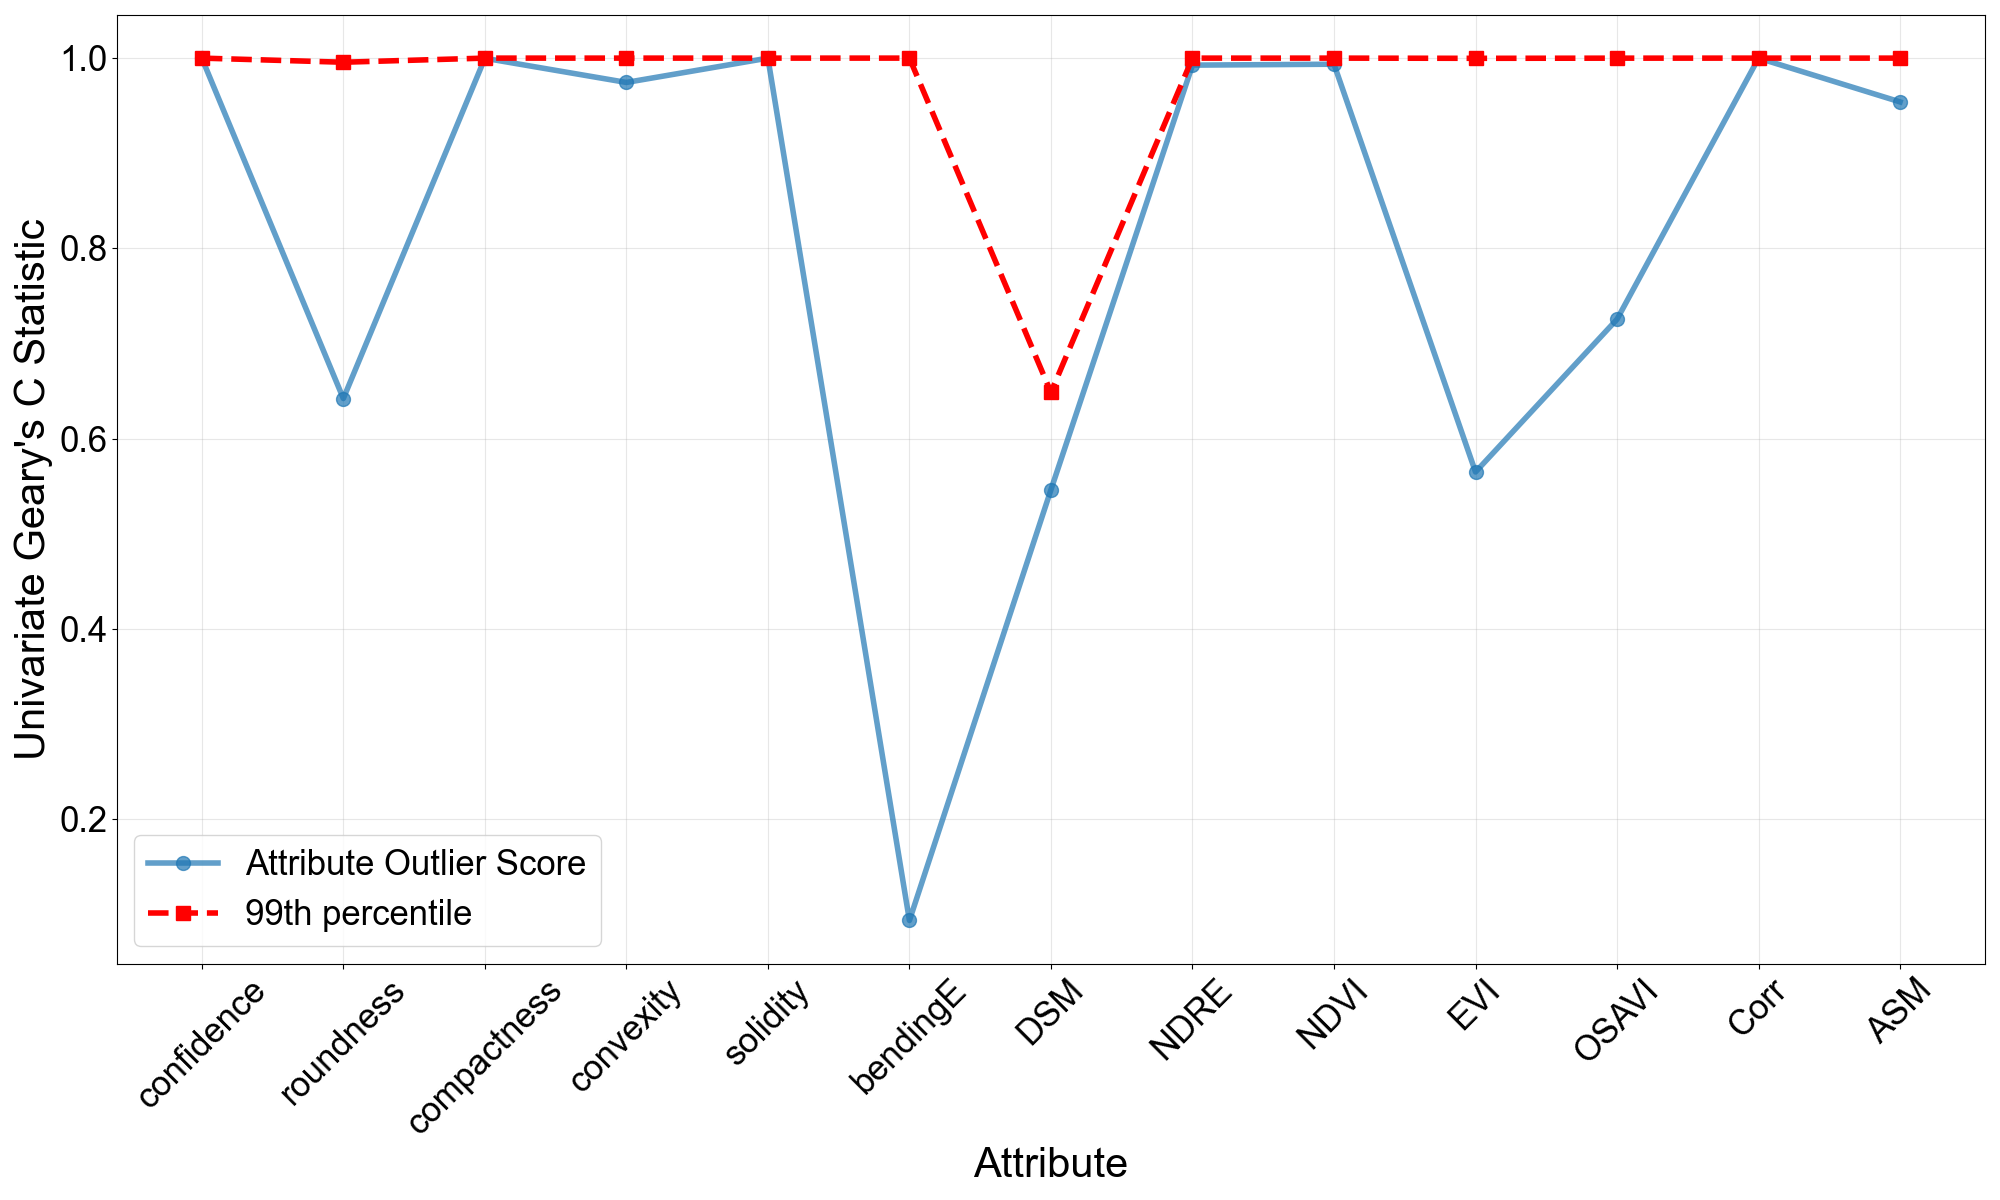 Univariate Geary's C Statistic
1.0
0.8
0.6
0.4
0.2
Attribute Outlier Score
99th percentile
confidence
roundness
compactness
convexity
solidity
bendingE
DSM
NDRE
NDVI
EVI
OSAVI
Corr
ASM
Attribute